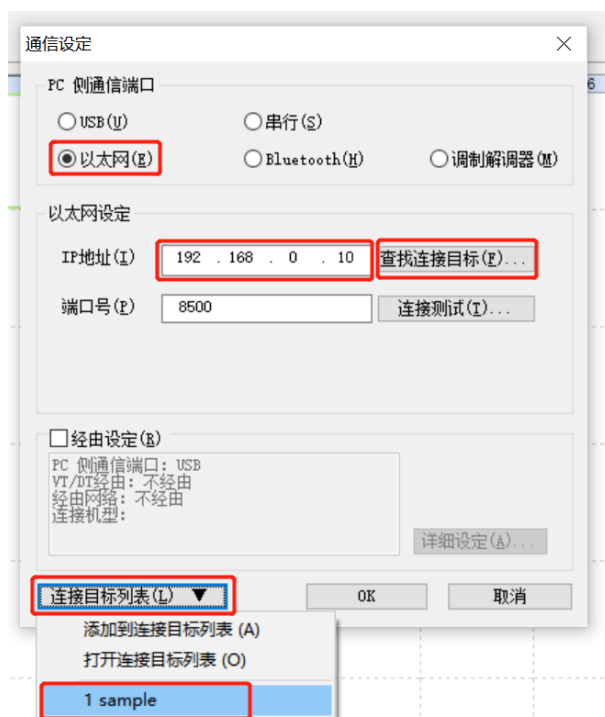 通信设定
6
PC 侧通信端口
USB(U) 串行(S)
以太网(E) Bluetooth(H) 调制解调器(M)
以太网设定
IP地址(I) 192 . 168 . 0 . 10 查找连接目标(F)...
端口号(P) 8500 连接测试(T)...
经由设定(R)
PC 侧通信端口: USB
VT/DT经由: 不经由
经由网络: 不经由
连接机型:
详细设定(A)...
连接目标列表(L) ▼ OK 取消
添加到连接目标列表 (A)
打开连接目标列表 (O)
1 sample